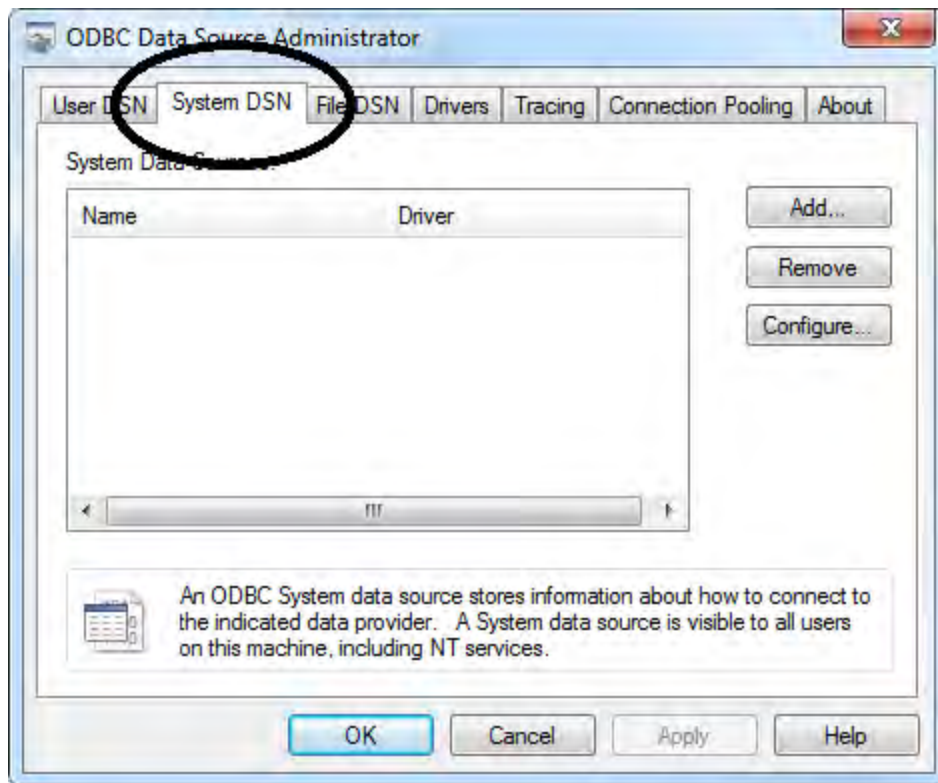 ODBC Data Source Administrator
User DSN System DSN File DSN Drivers Tracing Connection Pooling About
System Data Sources:
Name Driver
Add...
Remove
Configure...
An ODBC System data source stores information about how to connect to
the indicated data provider. A System data source is visible to all users
on this machine, including NT services.
OK Cancel Apply Help